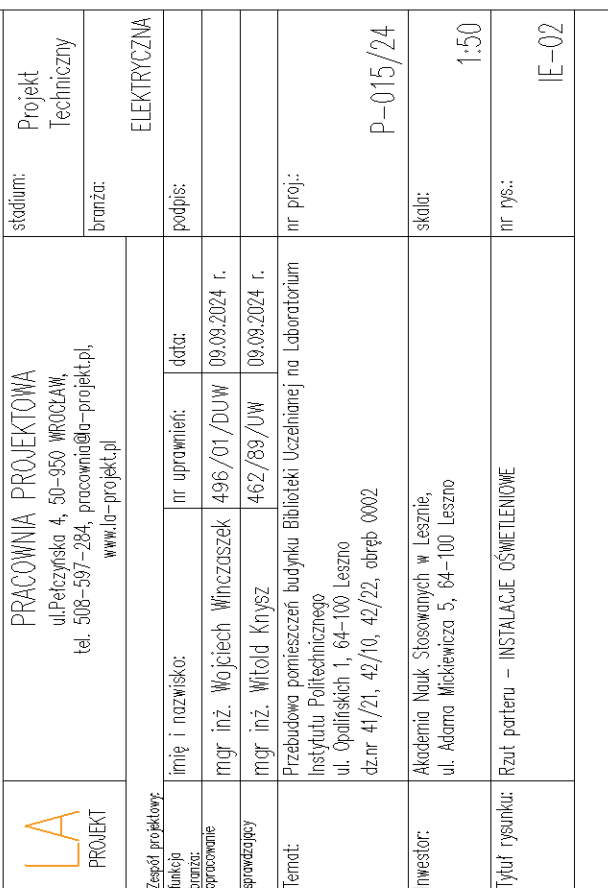 LA
PROJEKT
PRACOWNIA PROJEKTOWA
ul.Pełczyńska 4, 50-950 WROCŁAW,
tel. 508-597-284, pracownia@la-projekt.pl,
www.la-projekt.pl
stadium:
Projekt
Techniczny
branża:
ELEKTRYCZNA
Zespół projektowy:
funkcja
branża:
imię i nazwisko:
nr uprawnień:
data:
podpis:
opracowanie
mgr inż. Wojciech Winczaszek
496/01/DUW
09.09.2024 r.
sprawdzający
mgr inż. Witold Knysz
462/89/UW
09.09.2024 r.
Temat:
Przebudowa pomieszczeń budynku Biblioteki Uczelnianej na Laboratorium
Instytutu Politechnicznego
ul. Opalińskich 1, 64-100 Leszno
dz.nr 41/21, 42/10, 42/22, obręb 0002
nr proj.:
P-015/24
Inwestor:
Akademia Nauk Stosowanych w Lesznie,
ul. Adama Mickiewicza 5, 64-100 Leszno
skala:
1:50
Tytuł rysunku:
Rzut parteru - INSTALACJE OŚWIETLENIOWE
nr rys.:
IE-02